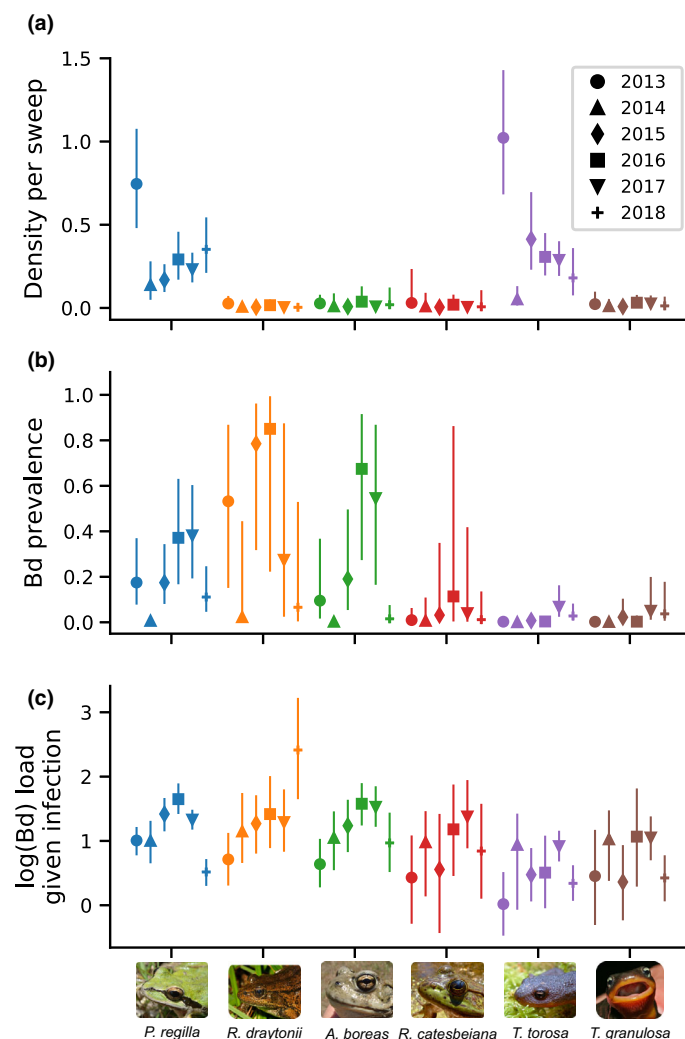 (a)
1.5
1.0
0.5
0.0
Density per sweep
2013
2014
2015
2016
2017
2018
(b)
1.0
0.8
0.6
0.4
0.2
0.0
Bd prevalence
(c)
3
2
1
0
log(Bd) load
given infection
P. regilla R. draytonii A. boreas R. catesbeiana T. torosa T. granulosa